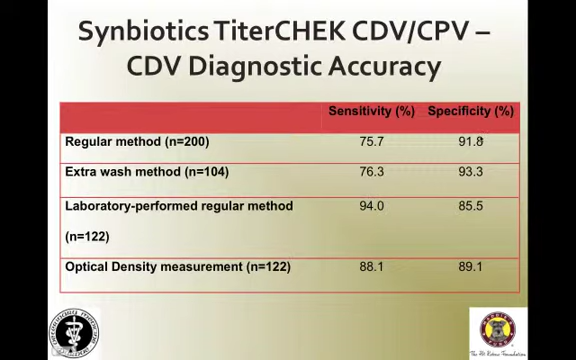 Synbiotics TiterCHEK CDV/CPV –
CDV Diagnostic Accuracy
Sensitivity (%) Specificity (%)
Regular method (n=200) 75.7 91.8
Extra wash method (n=104) 76.3 93.3
Laboratory-performed regular method 94.0 85.5
(n=122)
Optical Density measurement (n=122) 88.1 89.1